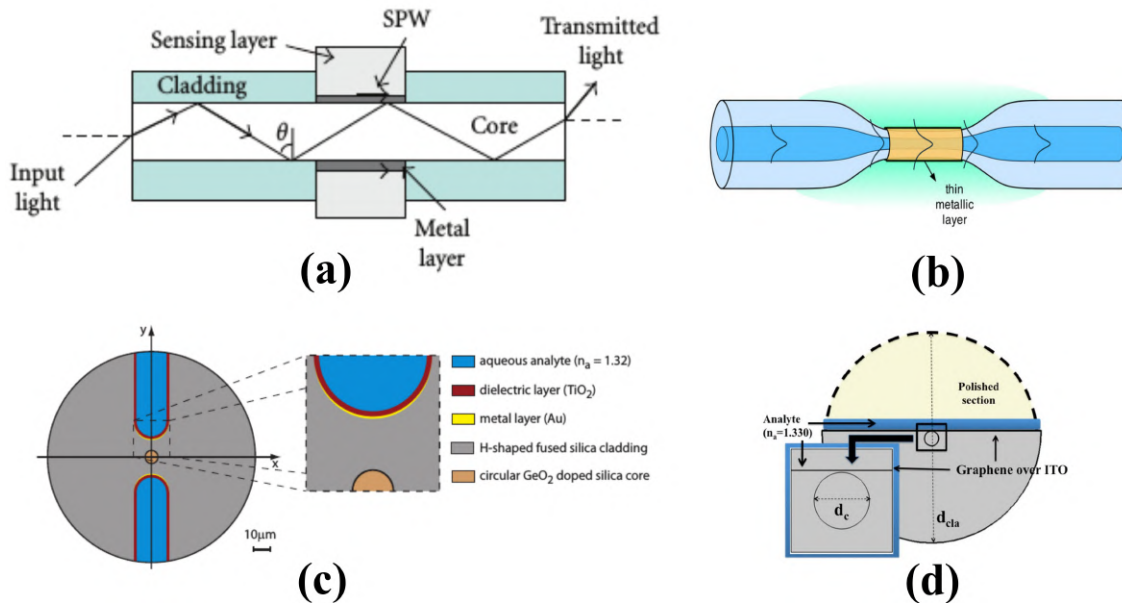 SPW
Sensing layer
Transmitted
light
Cladding
θ
Core
Input
light
Metal
layer
(a)
thin
metallic
layer
(b)
y
x
10μm
aqueous analyte (nₐ = 1.32)
dielectric layer (TiO₂)
metal layer (Au)
H-shaped fused silica cladding
circular GeO₂ doped silica core
(c)
Polished
section
Analyte
(nₐ=1.330)
Graphene over ITO
d_c
d_cla
(d)